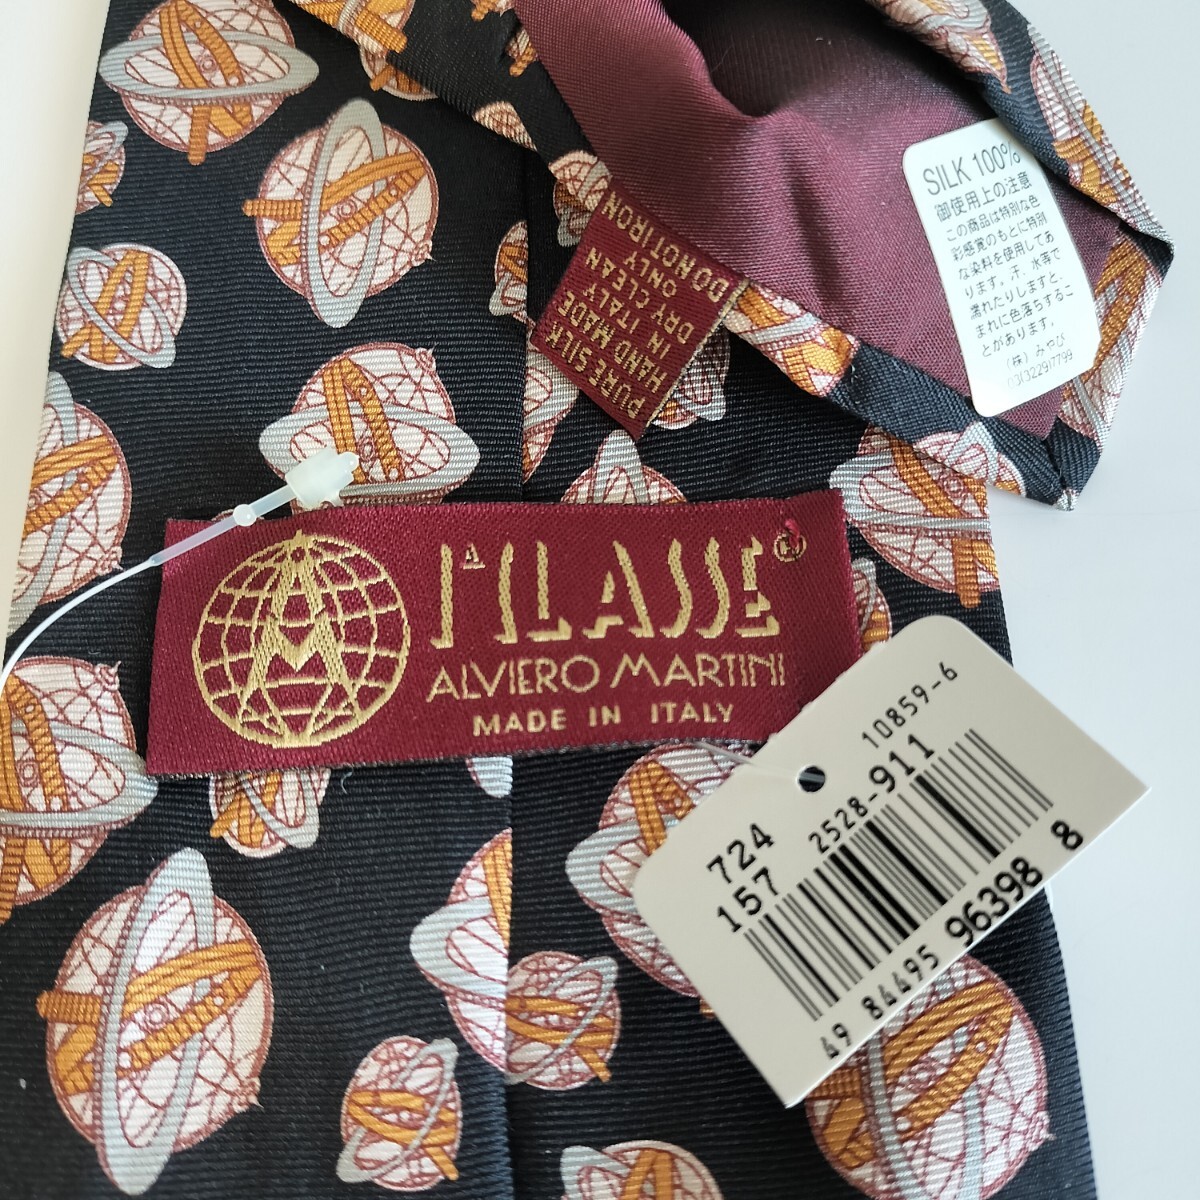 SILK 100%
御使用上の注意
この商品は特別な色
彩感覚のもとに特別
な染料を使用してあ
ります。汗、水等で
濡れたりしますと、
まれに色落ちするこ
とがあります。
(株)みやび
03(3229)7799
PURE SILK
HAND MADE
IN ITALY
DRY CLEAN
ONLY
DO NOT IRON
1A CLASSE®
ALVIERO MARTINI
MADE IN ITALY
10859-6
2528-911
724
157
49 84495 96398 8